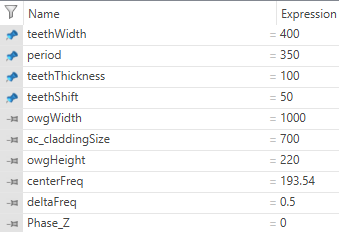 Name Expression
teethWidth = 400
period = 350
teethThickness = 100
teethShift = 50
owgWidth = 1000
ac_claddingSize = 700
owgHeight = 220
centerFreq = 193.54
deltaFreq = 0.5
Phase_Z = 0